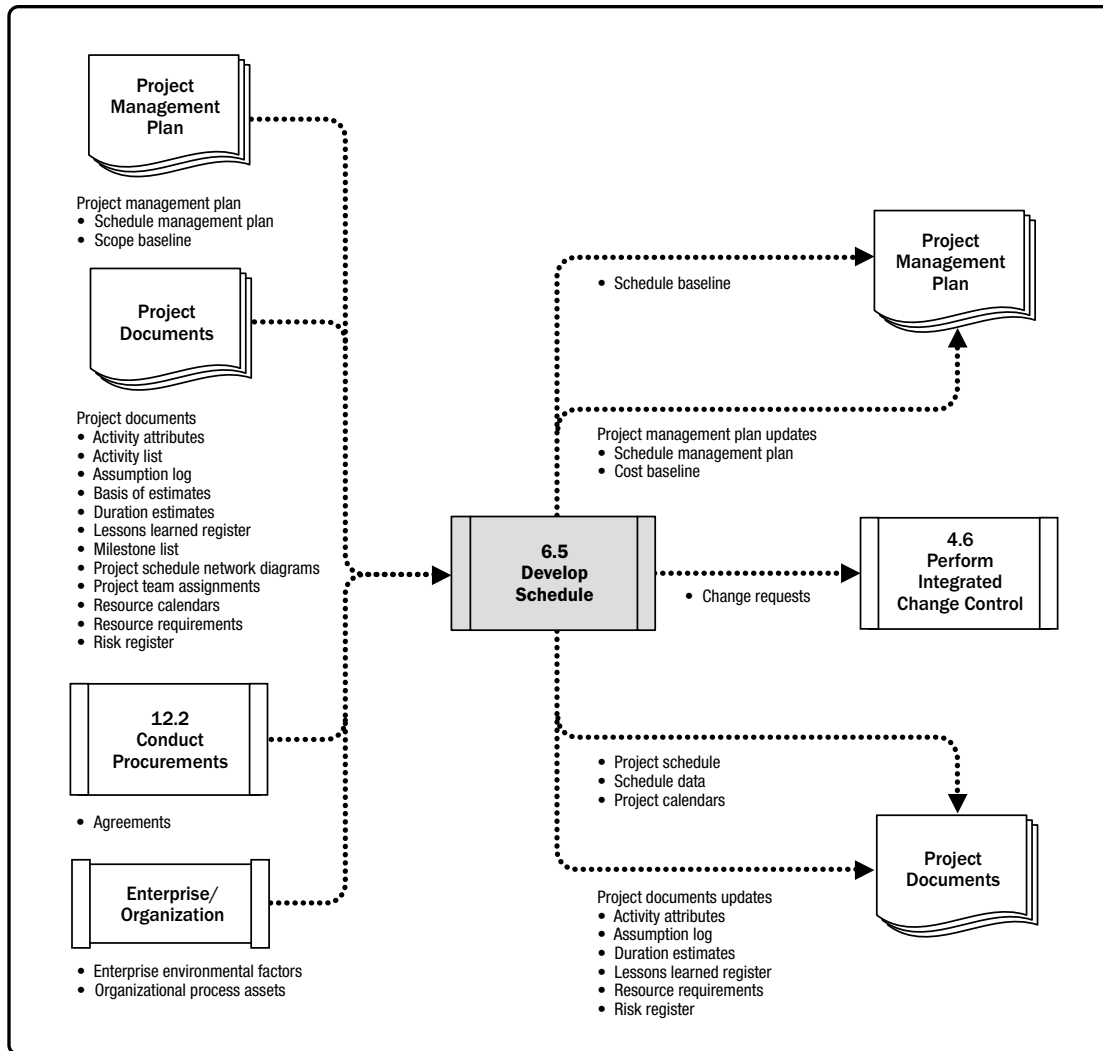 Project
Management
Plan
Project management plan
• Schedule management plan
• Scope baseline
Project
Documents
Project documents
• Activity attributes
• Activity list
• Assumption log
• Basis of estimates
• Duration estimates
• Lessons learned register
• Milestone list
• Project schedule network diagrams
• Project team assignments
• Resource calendars
• Resource requirements
• Risk register
12.2
Conduct
Procurements
• Agreements
Enterprise/
Organization
• Enterprise environmental factors
• Organizational process assets
6.5
Develop
Schedule
• Schedule baseline
Project
Management
Plan
Project management plan updates
• Schedule management plan
• Cost baseline
• Change requests
4.6
Perform
Integrated
Change Control
• Project schedule
• Schedule data
• Project calendars
Project
Documents
Project documents updates
• Activity attributes
• Assumption log
• Duration estimates
• Lessons learned register
• Resource requirements
• Risk register